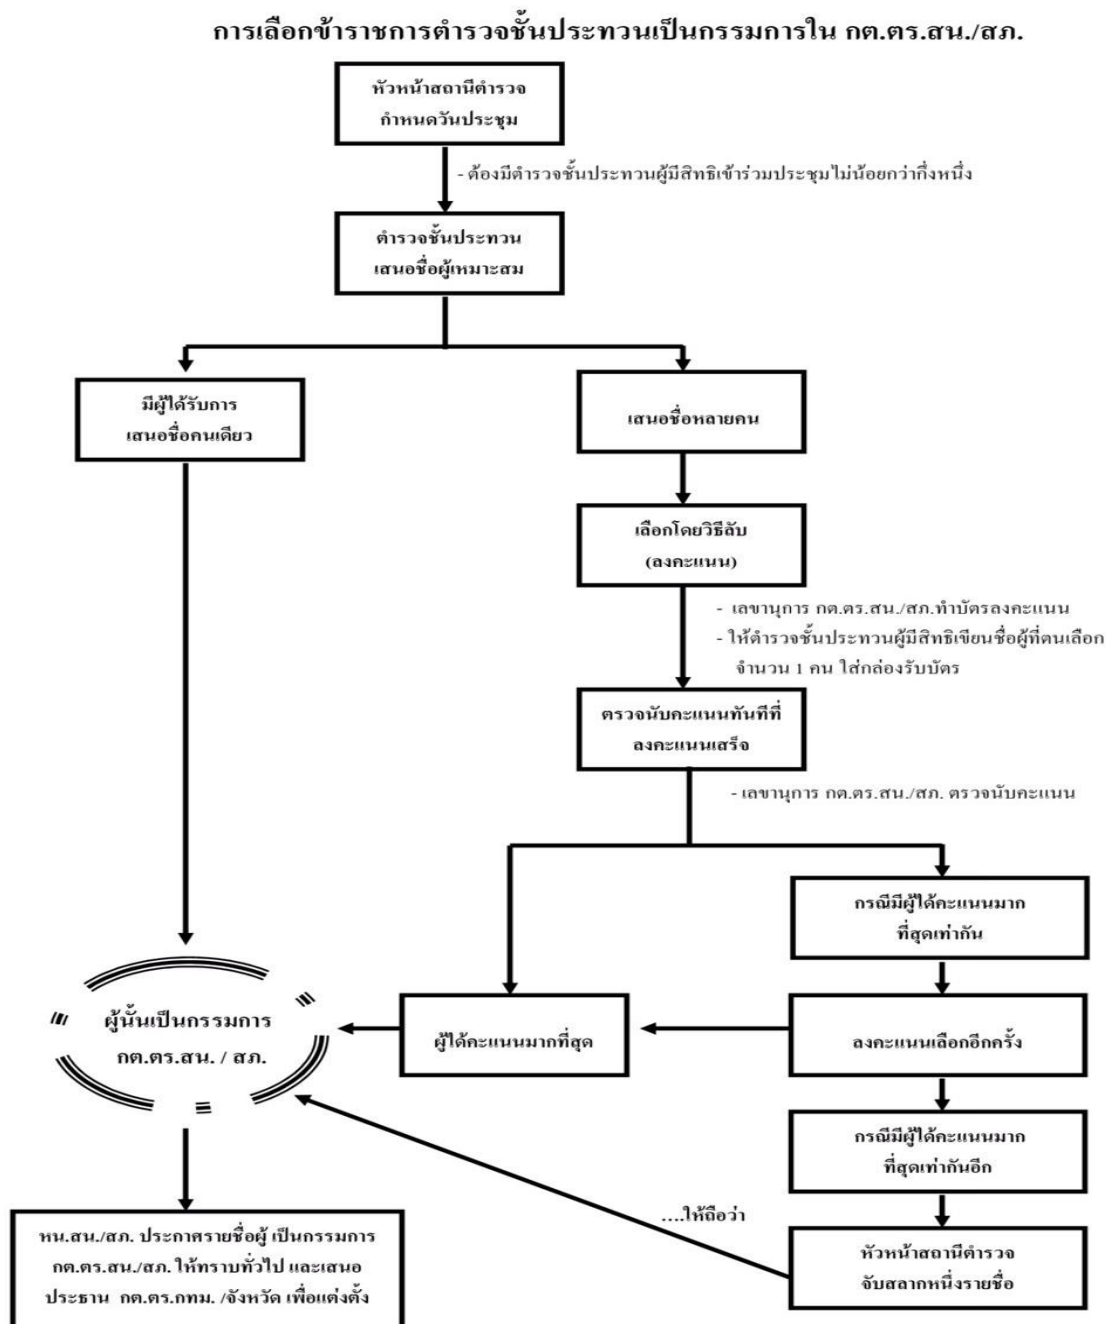 การเลือกข้าราชการตำรวจชั้นประทวนเป็นกรรมการใน กต.ตร.สน./สภ.
หัวหน้าสถานีตำรวจ
กำหนดวันประชุม
- ต้องมีตำรวจชั้นประทวนผู้มีสิทธิเข้าร่วมประชุมไม่น้อยกว่ากึ่งหนึ่ง
ตำรวจชั้นประทวน
เสนอชื่อผู้เหมาะสม
มีผู้ได้รับการ
เสนอชื่อคนเดียว
เสนอชื่อหลายคน
เลือกโดยวิธีลับ
(ลงคะแนน)
- เลขานุการ กต.ตร.สน./สภ.ทำบัตรลงคะแนน
- ให้ตำรวจชั้นประทวนผู้มีสิทธิเขียนชื่อผู้ที่ตนเลือก
จำนวน 1 คน ใส่กล่องรับบัตร
ตรวจนับคะแนนทันทีที่
ลงคะแนนเสร็จ
- เลขานุการ กต.ตร.สน./สภ. ตรวจนับคะแนน
กรณีมีผู้ได้คะแนนมาก
ที่สุดเท่ากัน
ผู้นั้นเป็นกรรมการ
กต.ตร.สน. / สภ.
ผู้ได้คะแนนมากที่สุด
ลงคะแนนเลือกอีกครั้ง
กรณีมีผู้ได้คะแนนมาก
ที่สุดเท่ากันอีก
....ให้ถือว่า
หัวหน้าสถานีตำรวจ
จับสลากหนึ่งรายชื่อ
หน.สน./สภ. ประกาศรายชื่อผู้ เป็นกรรมการ
กต.ตร.สน./สภ. ให้ทราบทั่วไป และเสนอ
ประธาน กต.ตร.กทม. /จังหวัด เพื่อแต่งตั้ง